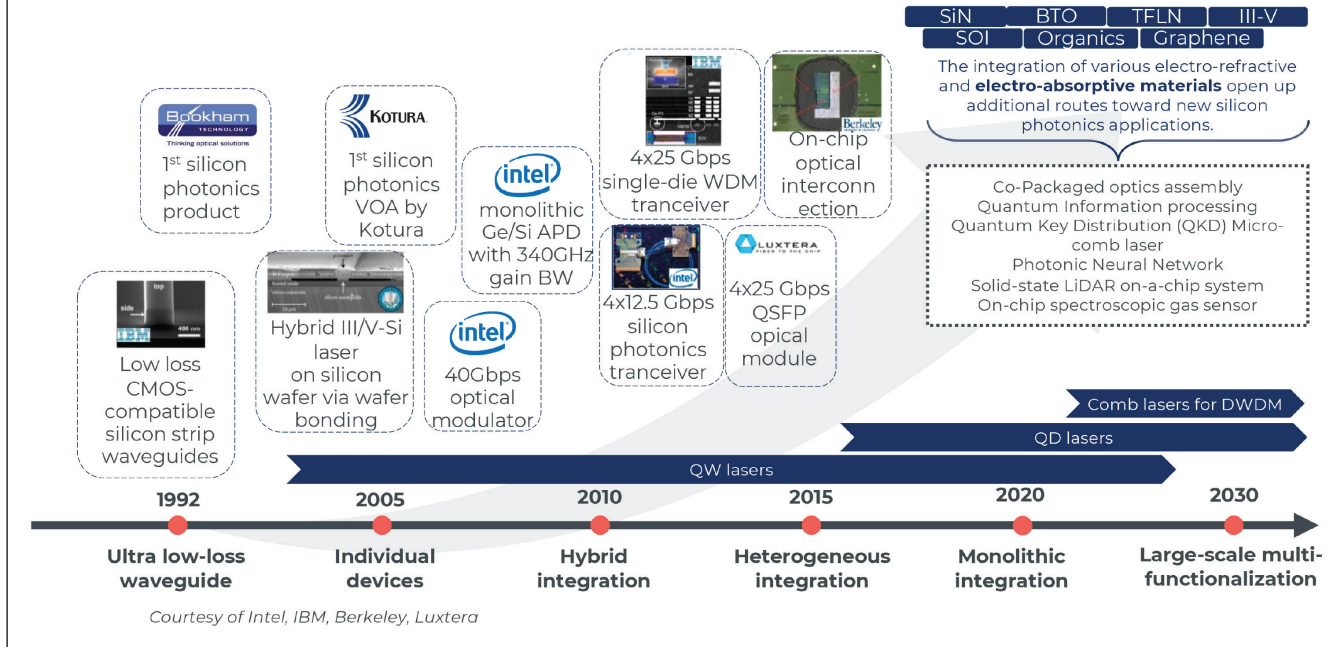 SiN
BTO
TFLN
III-V
SOI
Organics
Graphene
The integration of various electro-refractive
and electro-absorptive materials open up
additional routes toward new silicon
photonics applications.
Bookham
TECHNOLOGY
Thinking optical solutions
1st silicon
photonics
product
KOTURA
1st silicon
photonics
VOA by
Kotura
intel
monolithic
Ge/Si APD
with 340GHz
gain BW
IBM
4x25 Gbps
single-die WDM
tranceiver
Berkeley
On-chip
optical
interconn
ection
Co-Packaged optics assembly
Quantum Information processing
Quantum Key Distribution (QKD) Micro-
comb laser
Photonic Neural Network
Solid-state LiDAR on-a-chip system
On-chip spectroscopic gas sensor
top
side
400 nm
IBM
Low loss
CMOS-
compatible
silicon strip
waveguides
Hybrid III/V-Si
laser
on silicon
wafer via wafer
bonding
intel
40Gbps
optical
modulator
intel
4x12.5 Gbps
silicon
photonics
tranceiver
LUXTERA
FIBER TO THE CHIP
4x25 Gbps
QSFP
opical
module
Comb lasers for DWDM
QD lasers
QW lasers
1992
2005
2010
2015
2020
2030
Ultra low-loss
waveguide
Individual
devices
Hybrid
integration
Heterogeneous
integration
Monolithic
integration
Large-scale multi-
functionalization
Courtesy of Intel, IBM, Berkeley, Luxtera